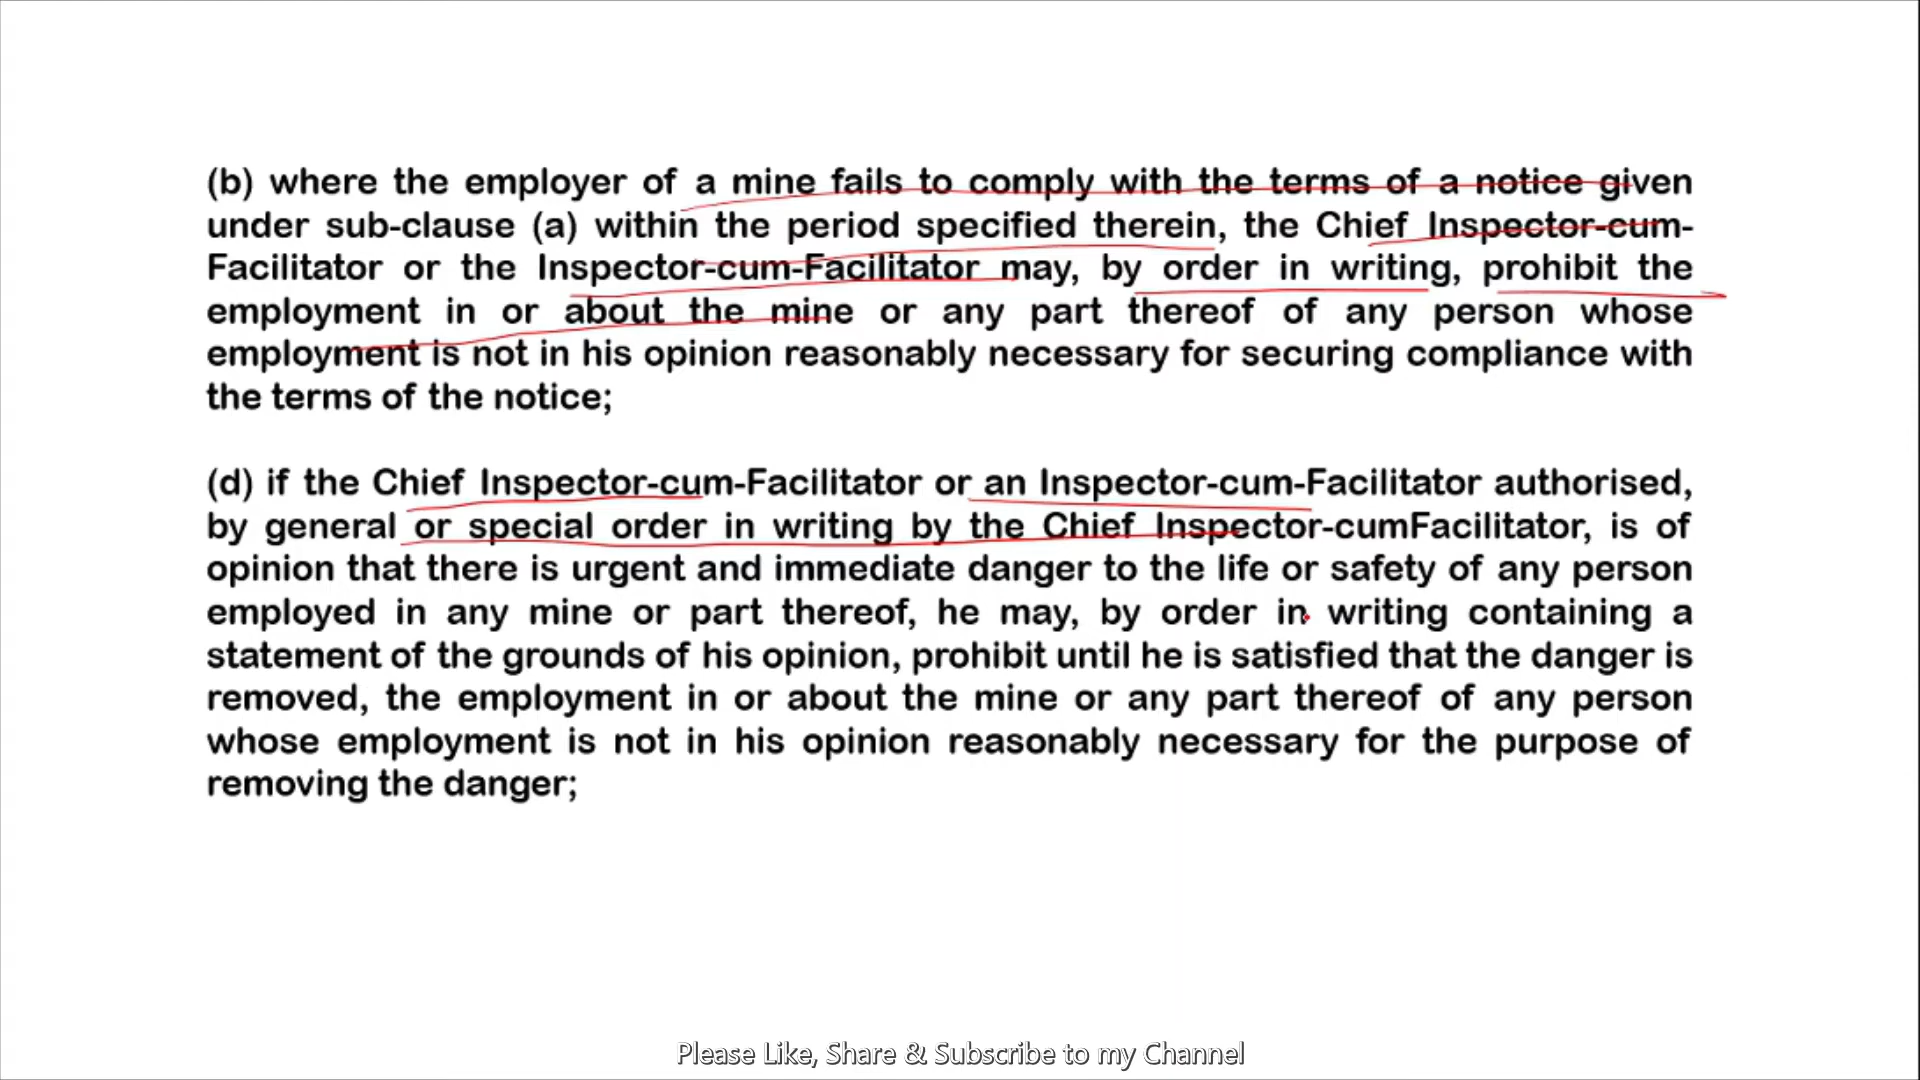 (b) where the employer of a mine fails to comply with the terms of a notice given
under sub-clause (a) within the period specified therein, the Chief Inspector-cum-
Facilitator or the Inspector-cum-Facilitator may, by order in writing, prohibit the
employment in or about the mine or any part thereof of any person whose
employment is not in his opinion reasonably necessary for securing compliance with
the terms of the notice;
(d) if the Chief Inspector-cum-Facilitator or an Inspector-cum-Facilitator authorised,
by general or special order in writing by the Chief Inspector-cumFacilitator, is of
opinion that there is urgent and immediate danger to the life or safety of any person
employed in any mine or part thereof, he may, by order in writing containing a
statement of the grounds of his opinion, prohibit until he is satisfied that the danger is
removed, the employment in or about the mine or any part thereof of any person
whose employment is not in his opinion reasonably necessary for the purpose of
removing the danger;
Please Like, Share & Subscribe to my Channel